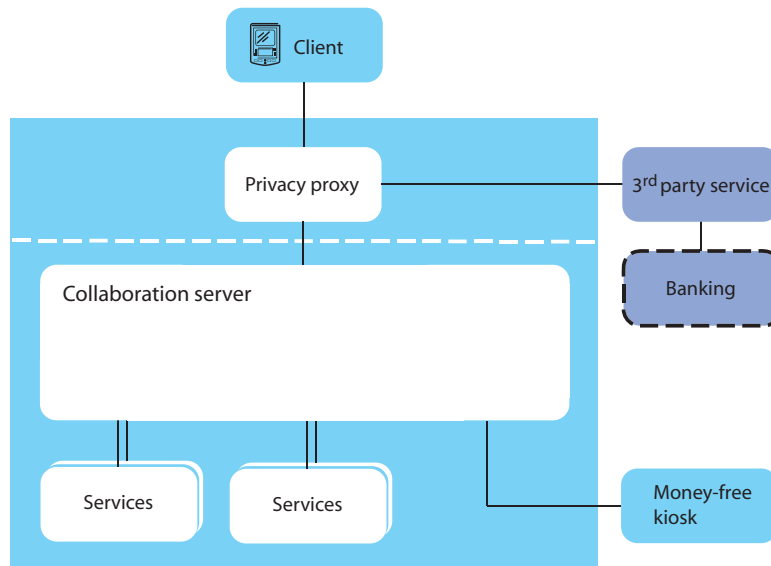 Client
Privacy proxy
3rd party service
Collaboration server
Banking
Services
Services
Money-free
kiosk